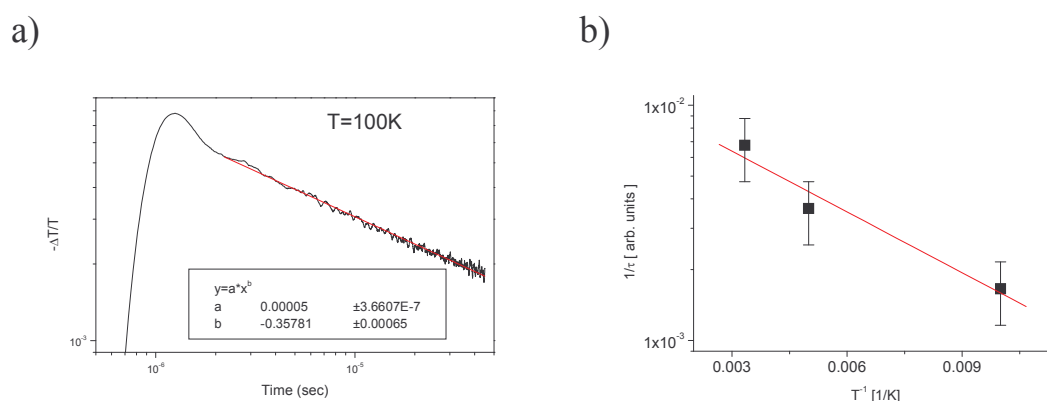 a)
b)
T=100K
-ΔT/T
y=a*x^b
a 0.00005 ±3.6607E-7
b -0.35781 ±0.00065
10^-3
10^-6 10^-5
Time (sec)
1x10^-2
1/τ [ arb. units ]
1x10^-3
0.003 0.006 0.009
T^-1 [1/K]